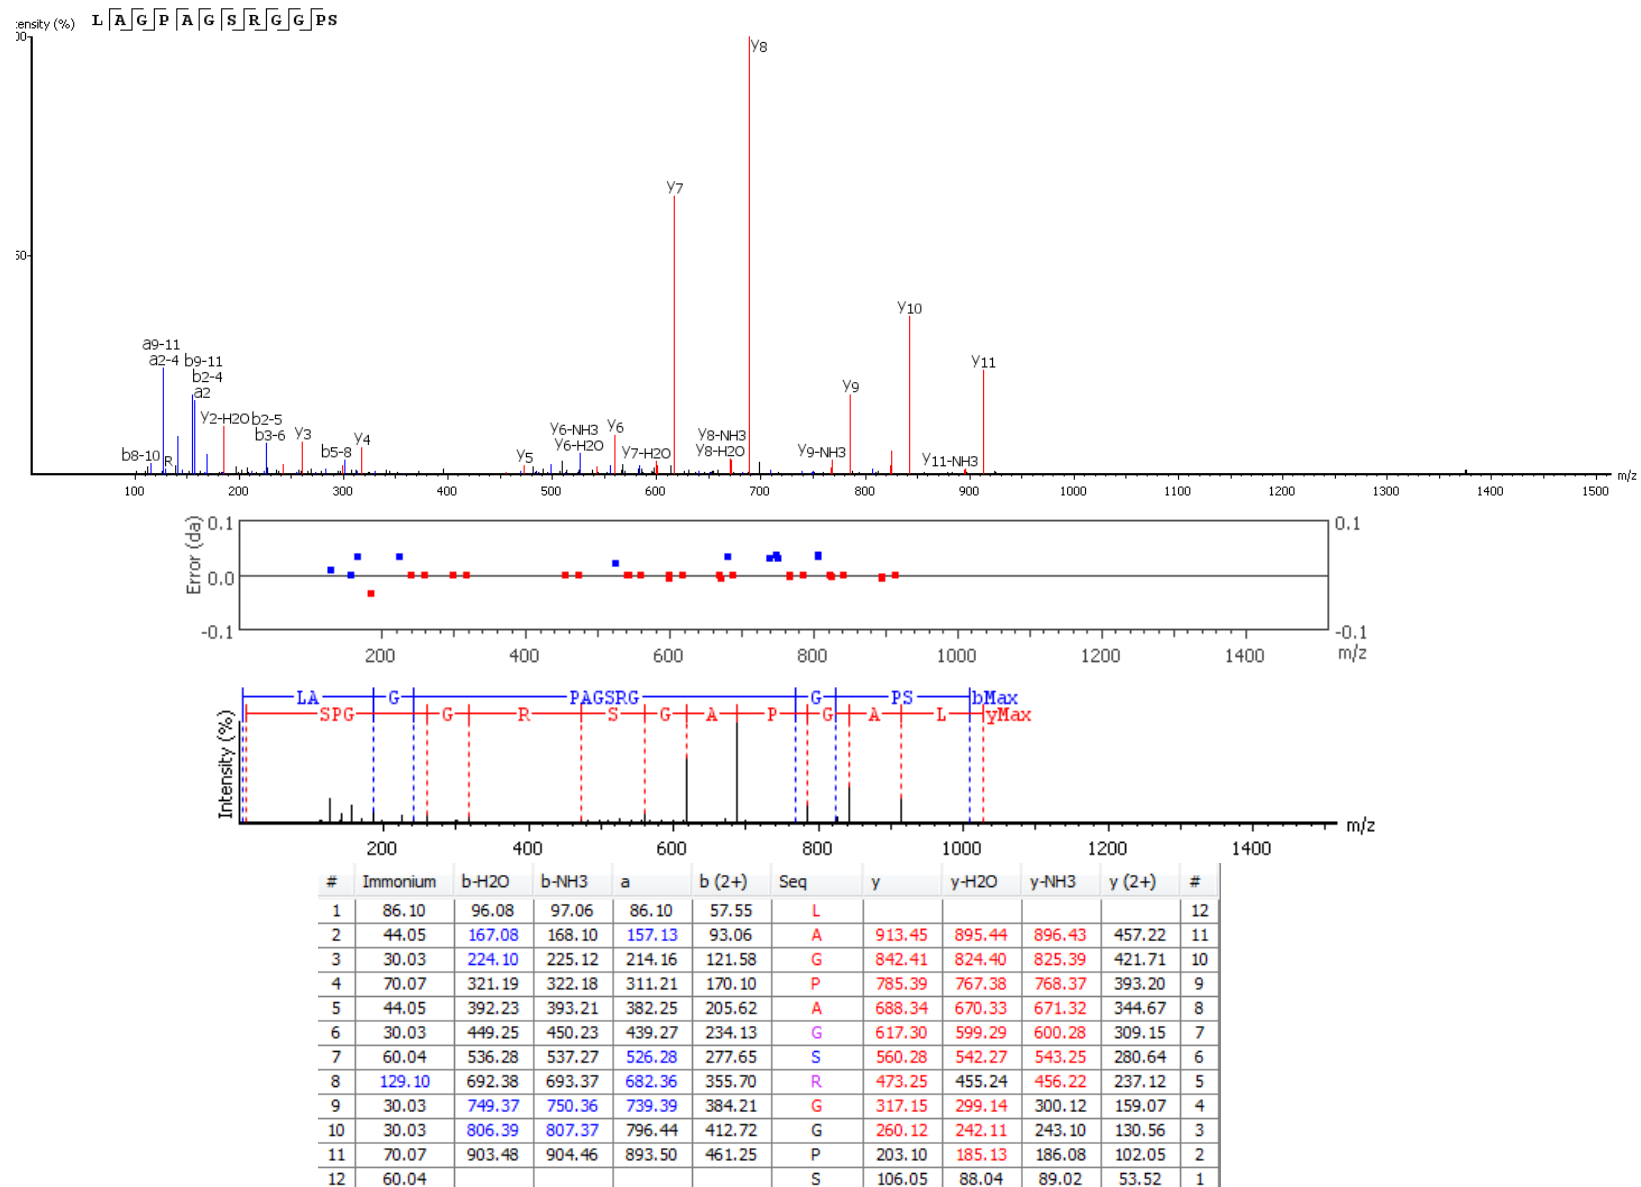 ensity (%) L A G P A G S R G G PS
00
y8
y7
50
y10
a9-11
a2-4 b9-11
b2-4
a2
y11
y9
y2-H2O b2-5
b3-6 y3 y4
b5-8
b8-10 R
y5
y6-NH3 y6
y6-H2O y7-H2O
y8-NH3
y8-H2O
y9-NH3
y11-NH3
100 200 300 400 500 600 700 800 900 1000 1100 1200 1300 1400 1500 m/z
Error (da)
0.1 0.1
0.0
-0.1 -0.1
200 400 600 800 1000 1200 1400 m/z
LA G PAGSRG G PS bMax
SPG G R S G A P G A L yMax
Intensity (%)
m/z
200 400 600 800 1000 1200 1400
# Immonium b-H2O b-NH3 a b (2+) Seq y y-H2O y-NH3 y (2+) #
1 86.10 96.08 97.06 86.10 57.55 L 12
2 44.05 167.08 168.10 157.13 93.06 A 913.45 895.44 896.43 457.22 11
3 30.03 224.10 225.12 214.16 121.58 G 842.41 824.40 825.39 421.71 10
4 70.07 321.19 322.18 311.21 170.10 P 785.39 767.38 768.37 393.20 9
5 44.05 392.23 393.21 382.25 205.62 A 688.34 670.33 671.32 344.67 8
6 30.03 449.25 450.23 439.27 234.13 G 617.30 599.29 600.28 309.15 7
7 60.04 536.28 537.27 526.28 277.65 S 560.28 542.27 543.25 280.64 6
8 129.10 692.38 693.37 682.36 355.70 R 473.25 455.24 456.22 237.12 5
9 30.03 749.37 750.36 739.39 384.21 G 317.15 299.14 300.12 159.07 4
10 30.03 806.39 807.37 796.44 412.72 G 260.12 242.11 243.10 130.56 3
11 70.07 903.48 904.46 893.50 461.25 P 203.10 185.13 186.08 102.05 2
12 60.04 S 106.05 88.04 89.02 53.52 1